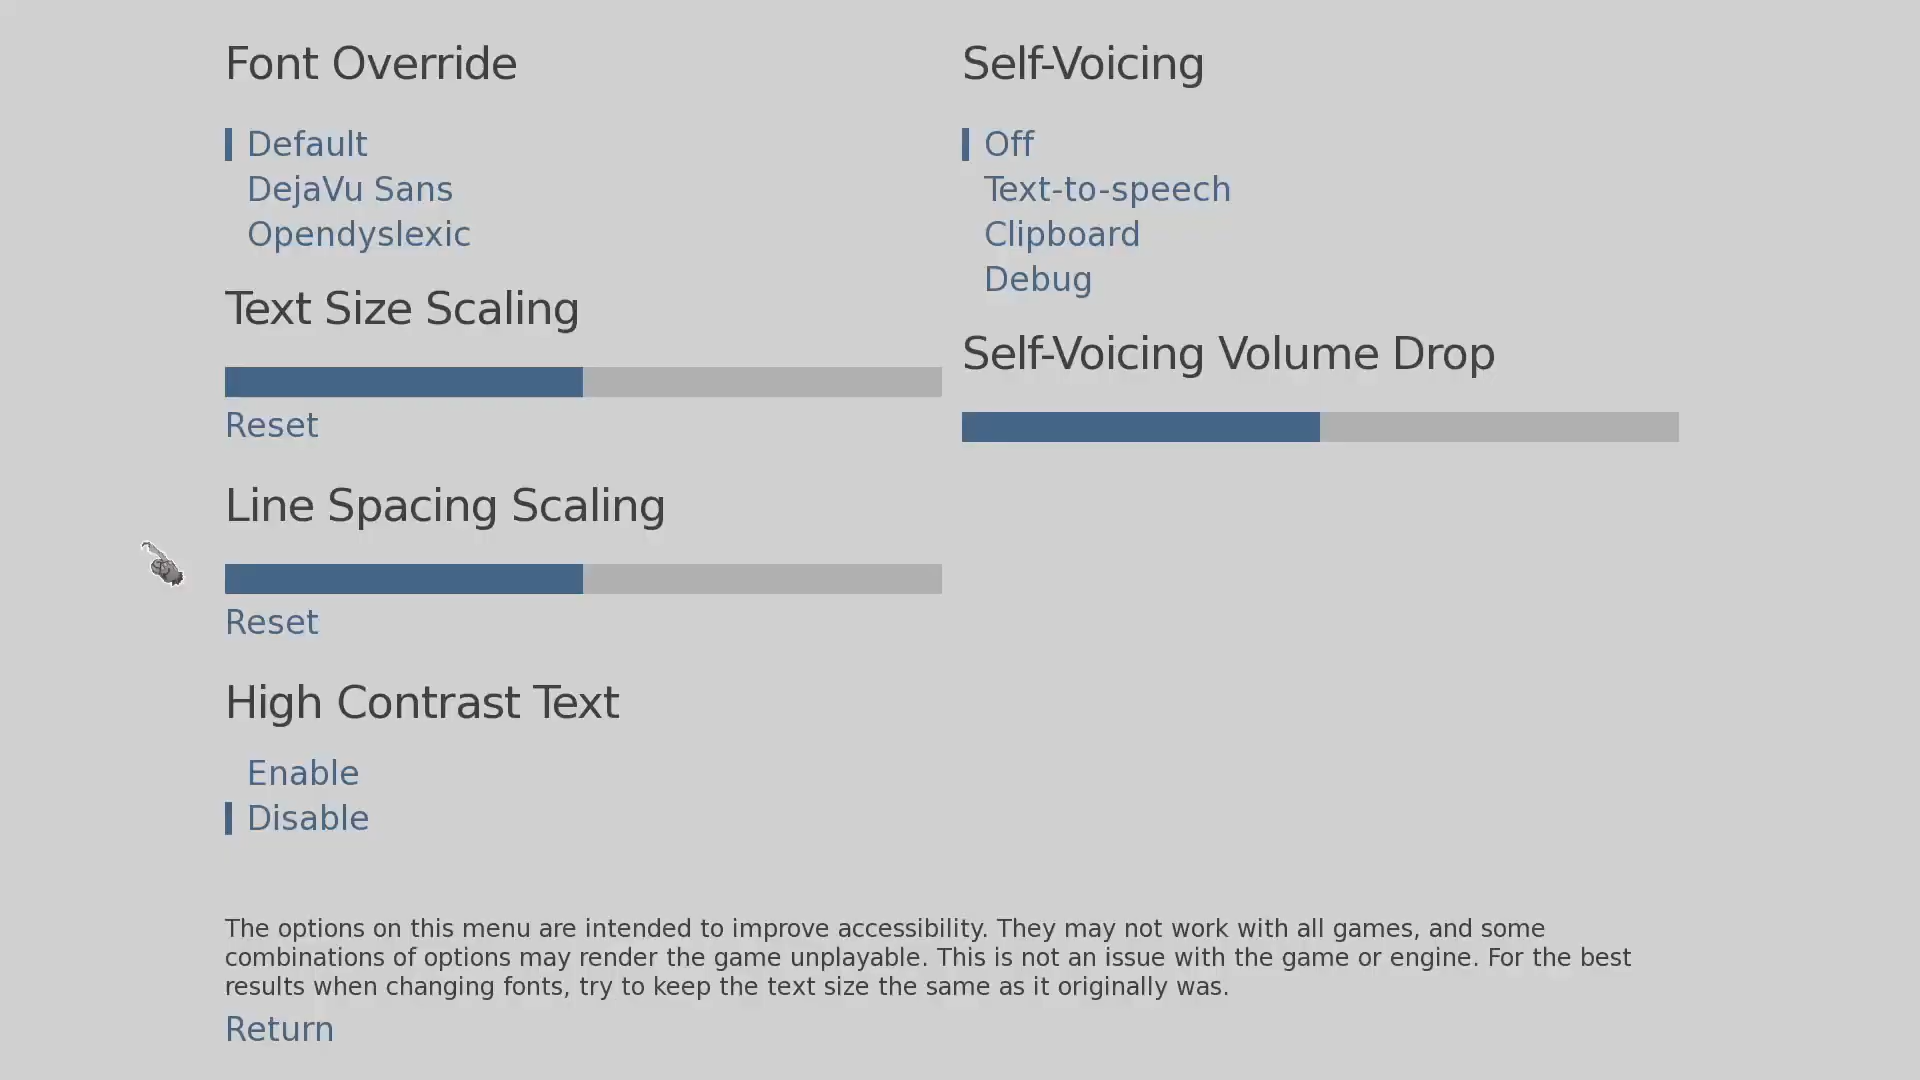 Font Override
Default
DejaVu Sans
Opendyslexic
Text Size Scaling
Reset
Line Spacing Scaling
Reset
High Contrast Text
Enable
Disable
Self-Voicing
Off
Text-to-speech
Clipboard
Debug
Self-Voicing Volume Drop
The options on this menu are intended to improve accessibility. They may not work with all games, and some
combinations of options may render the game unplayable. This is not an issue with the game or engine. For the best
results when changing fonts, try to keep the text size the same as it originally was.
Return